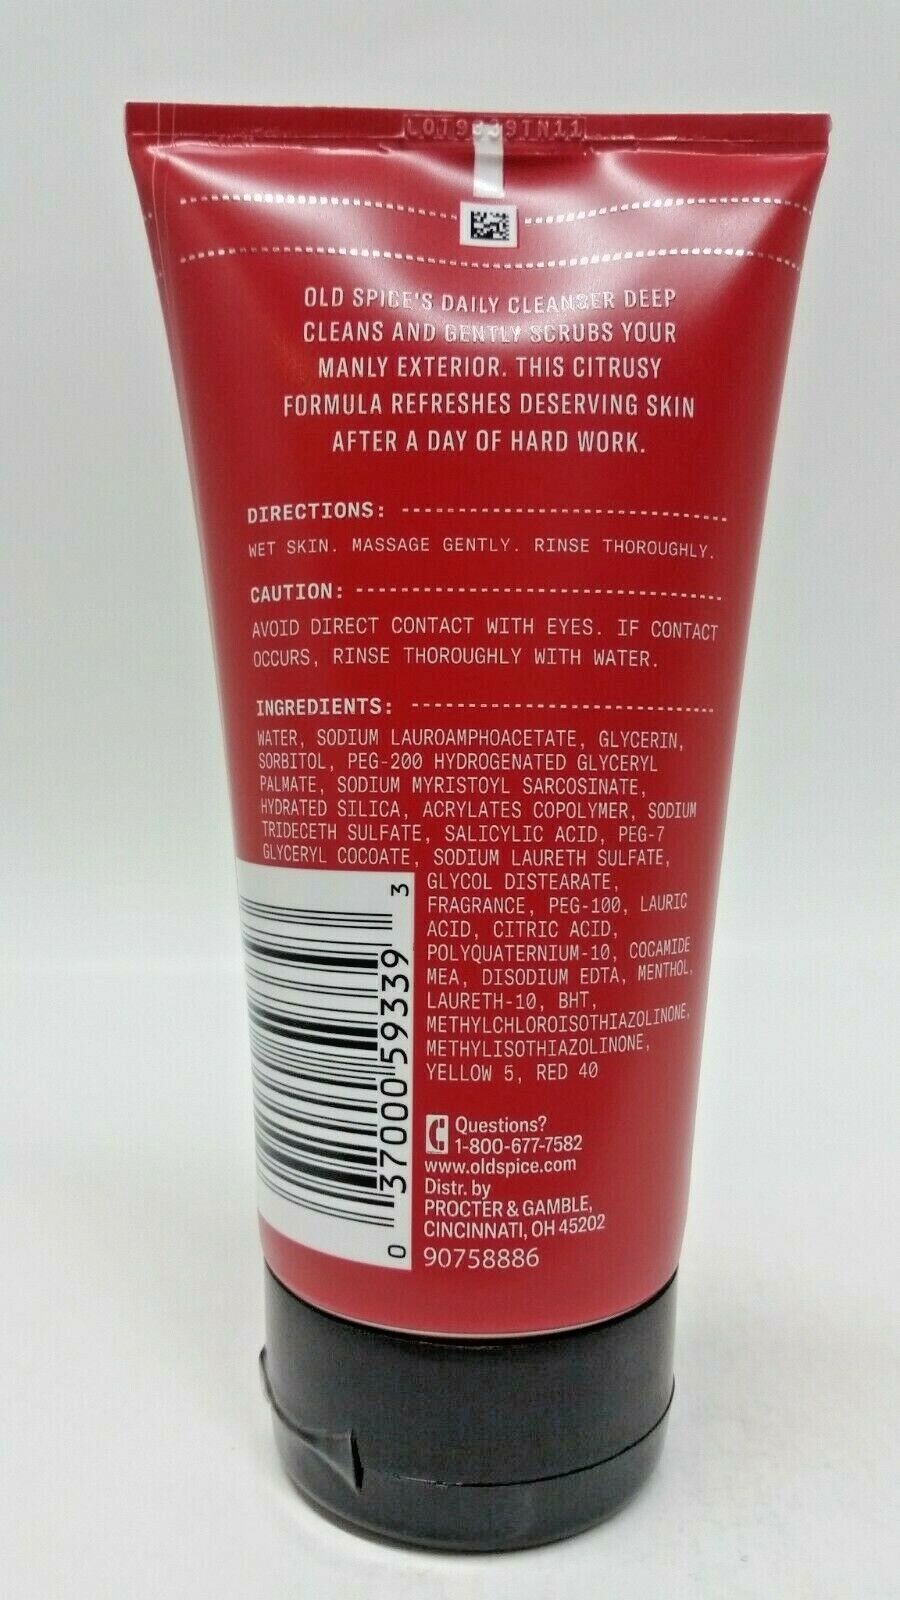 OLD SPICE'S DAILY CLEANSER DEEP
CLEANS AND GENTLY SCRUBS YOUR
MANLY EXTERIOR. THIS CITRUSY
FORMULA REFRESHES DESERVING SKIN
AFTER A DAY OF HARD WORK.
DIRECTIONS:
WET SKIN. MASSAGE GENTLY. RINSE THOROUGHLY.
CAUTION:
AVOID DIRECT CONTACT WITH EYES. IF CONTACT
OCCURS, RINSE THOROUGHLY WITH WATER.
INGREDIENTS:
WATER, SODIUM LAUROAMPHOACETATE, GLYCERIN,
SORBITOL, PEG-200 HYDROGENATED GLYCERYL
PALMATE, SODIUM MYRISTOYL SARCOSINATE,
HYDRATED SILICA, ACRYLATES COPOLYMER, SODIUM
TRIDECETH SULFATE, SALICYLIC ACID, PEG-7
GLYCERYL COCOATE, SODIUM LAURETH SULFATE,
GLYCOL DISTEARATE,
FRAGRANCE, PEG-100, LAURIC
ACID, CITRIC ACID,
POLYQUATERNIUM-10, COCAMIDE
MEA, DISODIUM EDTA, MENTHOL,
LAURETH-10, BHT,
METHYLCHLOROISOTHIAZOLINONE,
METHYLISOTHIAZOLINONE,
YELLOW 5, RED 40
0 37000 59339 3
Questions?
1-800-677-7582
www.oldspice.com
Distr. by
PROCTER & GAMBLE,
CINCINNATI, OH 45202
90758886